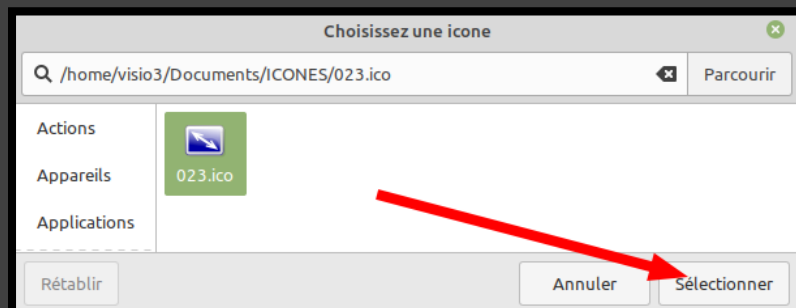 Choisissez une icone
/home/visio3/Documents/ICONES/023.ico
Parcourir
Actions
Appareils
Applications
023.ico
Rétablir
Annuler
Sélectionner